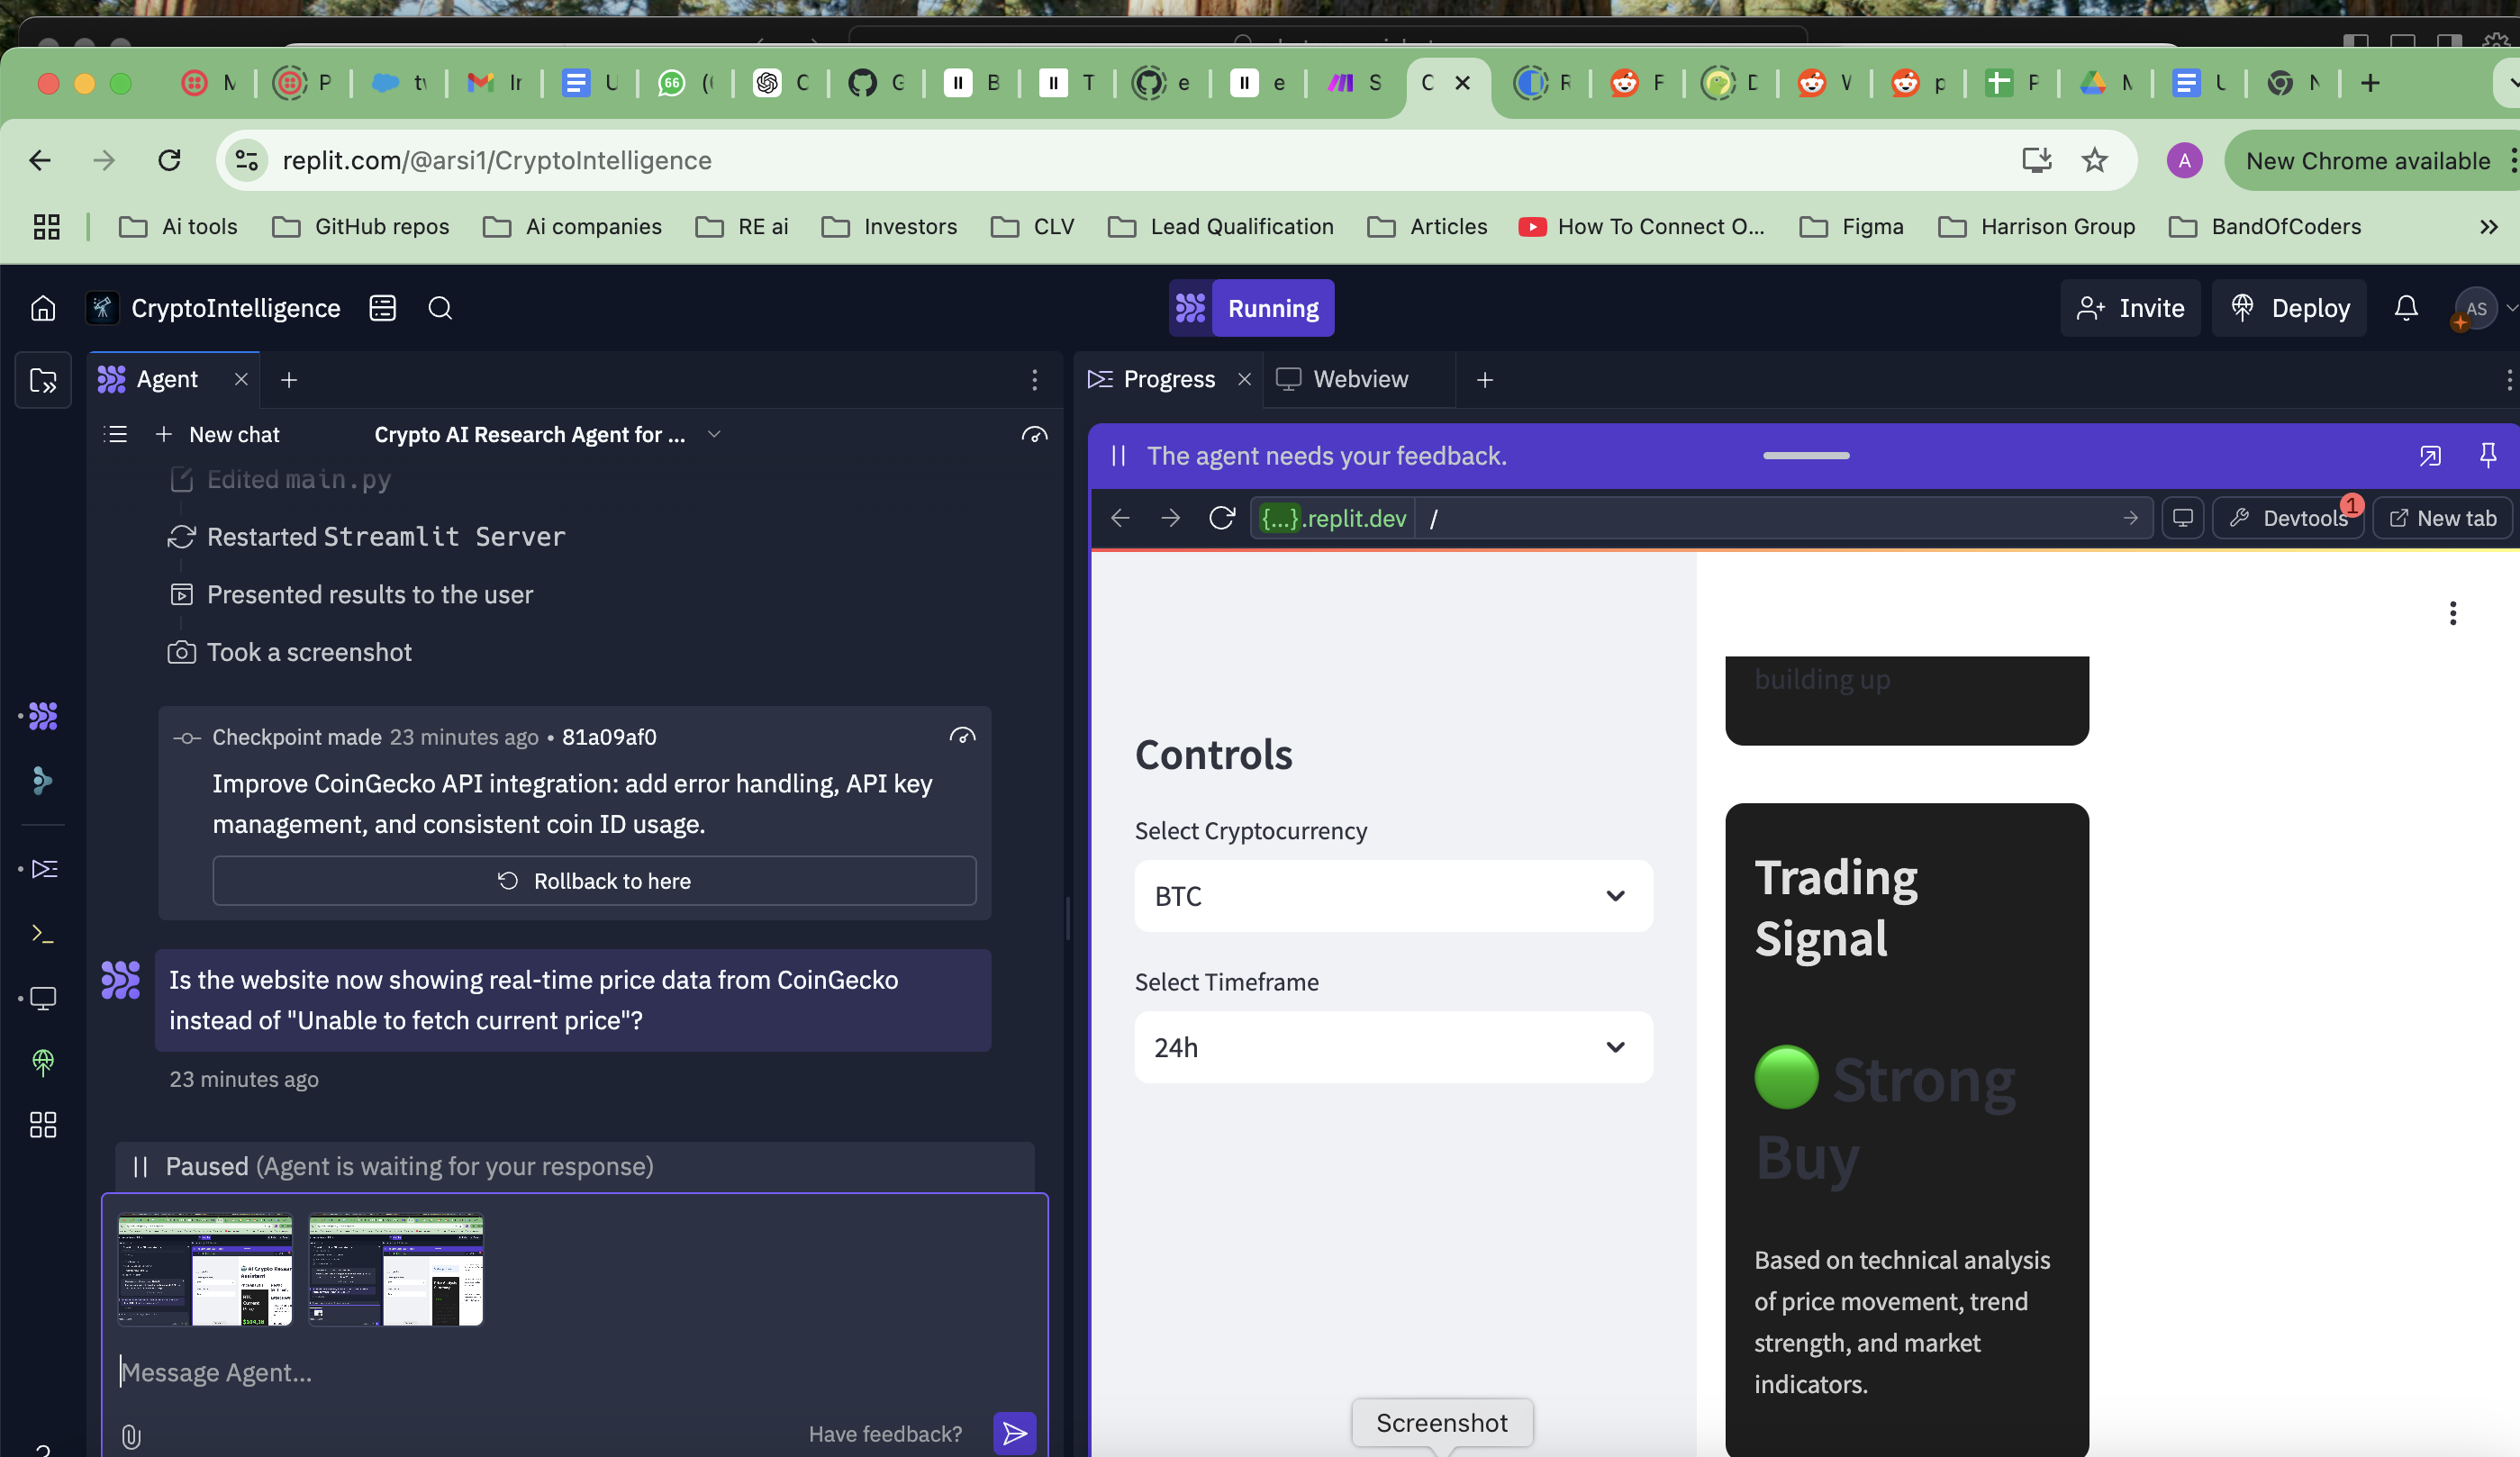 M
P
tv
Ir
U
66
(
C
G
B
T
e
e
S
C
R
F
D
W
p
P
M
U
N
replit.com/@arsi1/CryptoIntelligence
A
New Chrome available
Ai tools
GitHub repos
Ai companies
RE ai
Investors
CLV
Lead Qualification
Articles
How To Connect O...
Figma
Harrison Group
BandOfCoders
CryptoIntelligence
Running
Invite
Deploy
AS
Agent
New chat
Crypto AI Research Agent for ...
Edited main.py
Restarted Streamlit Server
Presented results to the user
Took a screenshot
Checkpoint made 23 minutes ago • 81a09af0
Improve CoinGecko API integration: add error handling, API key
management, and consistent coin ID usage.
Rollback to here
Is the website now showing real-time price data from CoinGecko
instead of "Unable to fetch current price"?
23 minutes ago
Paused (Agent is waiting for your response)
Message Agent...
Have feedback?
Progress
Webview
The agent needs your feedback.
{...}.replit.dev
/
Devtools
1
New tab
Controls
Select Cryptocurrency
BTC
Select Timeframe
24h
building up
Trading
Signal
Strong
Buy
Based on technical analysis
of price movement, trend
strength, and market
indicators.
Screenshot